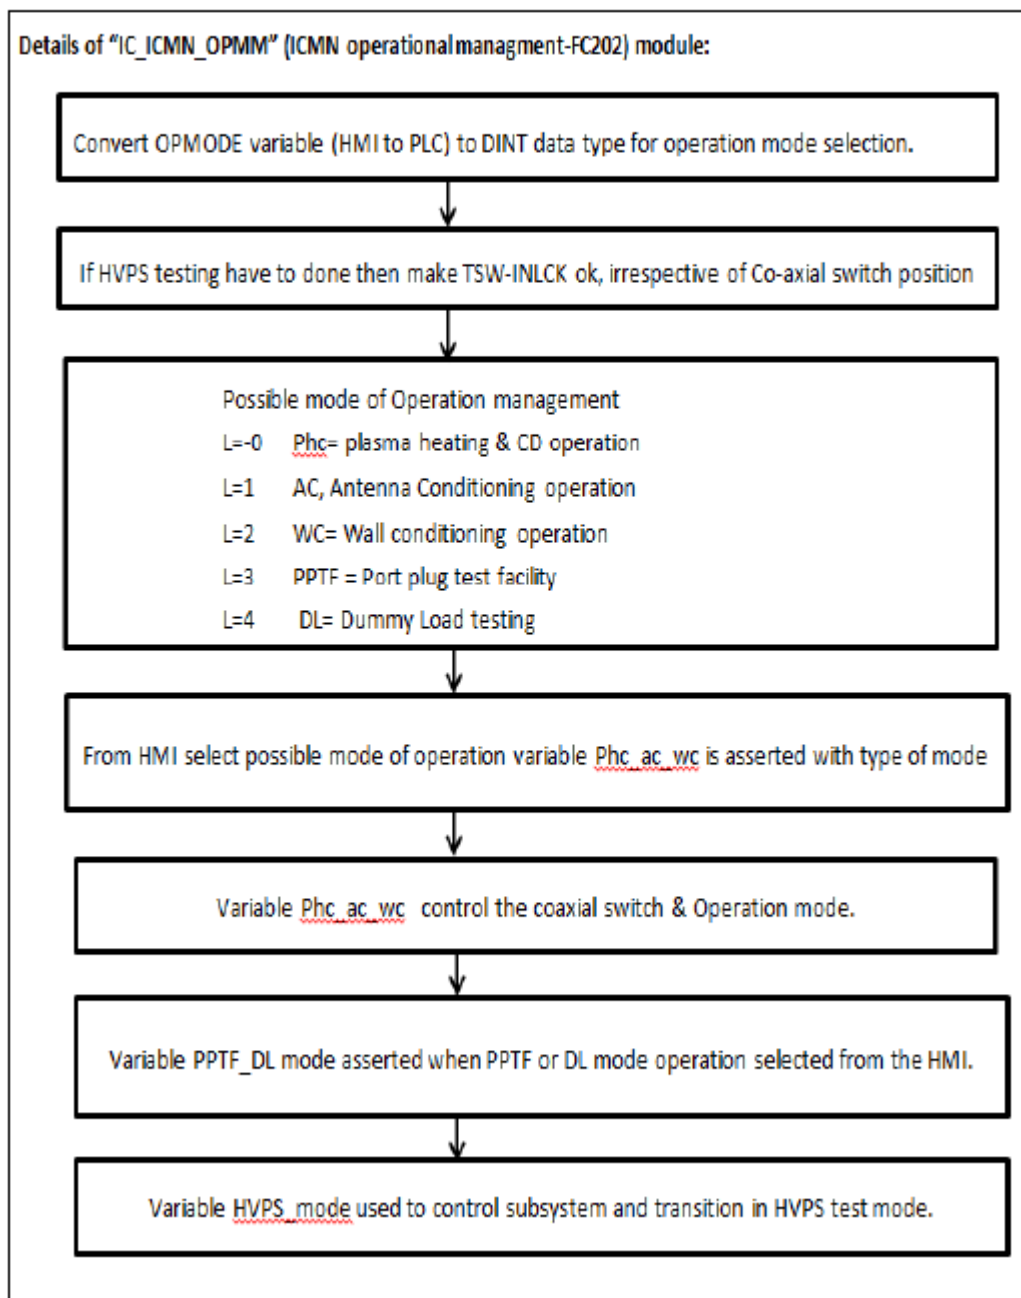 Details of “IC_ICMN_OPMM” (ICMN operationalmanagment-FC202) module:
Convert OPMODE variable (HMI to PLC) to DINT data type for operation mode selection.
If HVPS testing have to done then make TSW-INLCK ok, irrespective of Co-axial switch position
Possible mode of Operation management
L=-0 Phc= plasma heating & CD operation
L=1 AC, Antenna Conditioning operation
L=2 WC= Wall conditioning operation
L=3 PPTF = Port plug test facility
L=4 DL= Dummy Load testing
From HMI select possible mode of operation variable Phc_ac_wc is asserted with type of mode
Variable Phc_ac_wc control the coaxial switch & Operation mode.
Variable PPTF_DL mode asserted when PPTF or DL mode operation selected from the HMI.
Variable HVPS_mode used to control subsystem and transition in HVPS test mode.